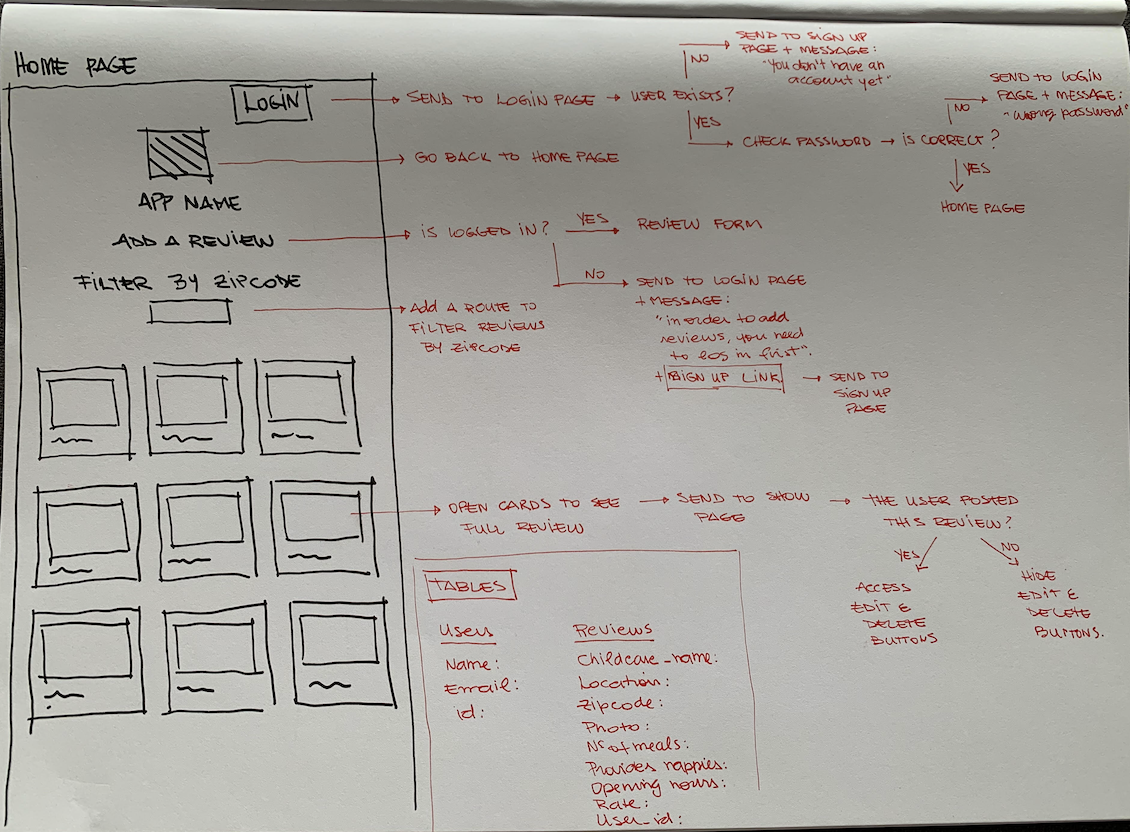 HOME PAGE
LOGIN
APP NAME
ADD A REVIEW
FILTER BY ZIPCODE
SEND TO LOGIN PAGE
USER EXISTS?
NO
SEND TO SIGN UP
PAGE + MESSAGE:
"You don't have an
account yet"
YES
CHECK PASSWORD
IS CORRECT?
NO
SEND TO LOGIN
PAGE + MESSAGE:
"wrong password"
YES
HOME PAGE
GO BACK TO HOME PAGE
IS LOGGED IN?
YES
REVIEW FORM
NO
SEND TO LOGIN PAGE
+ MESSAGE:
"in order to add
reviews, you need
to log in first".
+ SIGN UP LINK
SEND TO
SIGN UP
PAGE
Add A ROUTE TO
FILTER REVIEWS
BY ZIPCODE
OPEN CARDS TO SEE
FULL REVIEW
SEND TO SHOW
PAGE
THE USER POSTED
THIS REVIEW?
YES
ACCESS
EDIT &
DELETE
BUTTONS
NO
HIDE
EDIT &
DELETE
BUTTONS.
TABLES
Users
Name:
Email:
id:
Reviews
Childcare_name:
Location:
Zipcode:
Photo:
Nº of meals:
Provides nappies:
Opening hours:
Rate:
User_id: